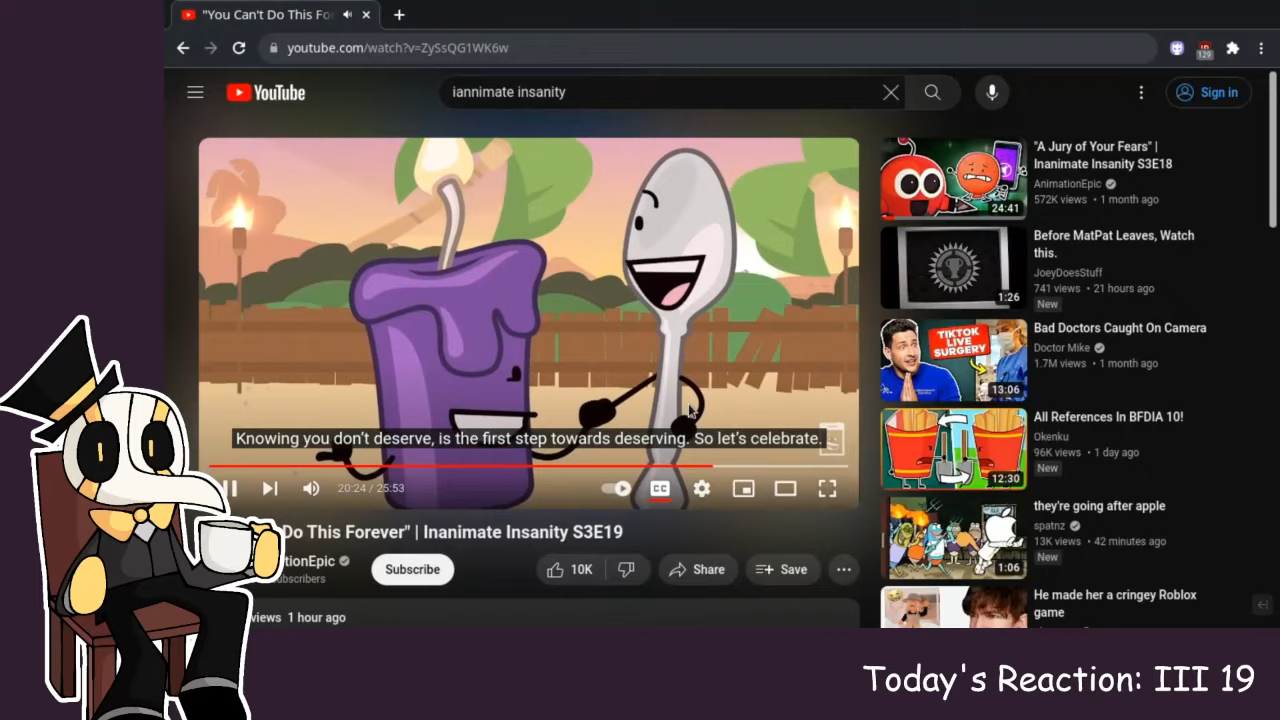 "You Can't Do This For
youtube.com/watch?v=ZySsQG1WK6w
129
YouTube
iannimate insanity
Sign in
Knowing you don't deserve, is the first step towards deserving. So let's celebrate.
20:24 / 25:53
CC
Do This Forever" | Inanimate Insanity S3E19
tionEpic
subscribers
Subscribe
10K
Share
Save
views 1 hour ago
"A Jury of Your Fears" |
Inanimate Insanity S3E18
AnimationEpic
572K views • 1 month ago
24:41
Before MatPat Leaves, Watch
this.
JoeyDoesStuff
741 views • 21 hours ago
New
1:26
Bad Doctors Caught On Camera
Doctor Mike
1.7M views • 1 month ago
TIKTOK
LIVE
SURGERY
13:06
All References In BFDIA 10!
Okenku
96K views • 1 day ago
New
12:30
they're going after apple
spatnz
13K views • 42 minutes ago
New
1:06
He made her a cringey Roblox
game
Today's Reaction: III 19